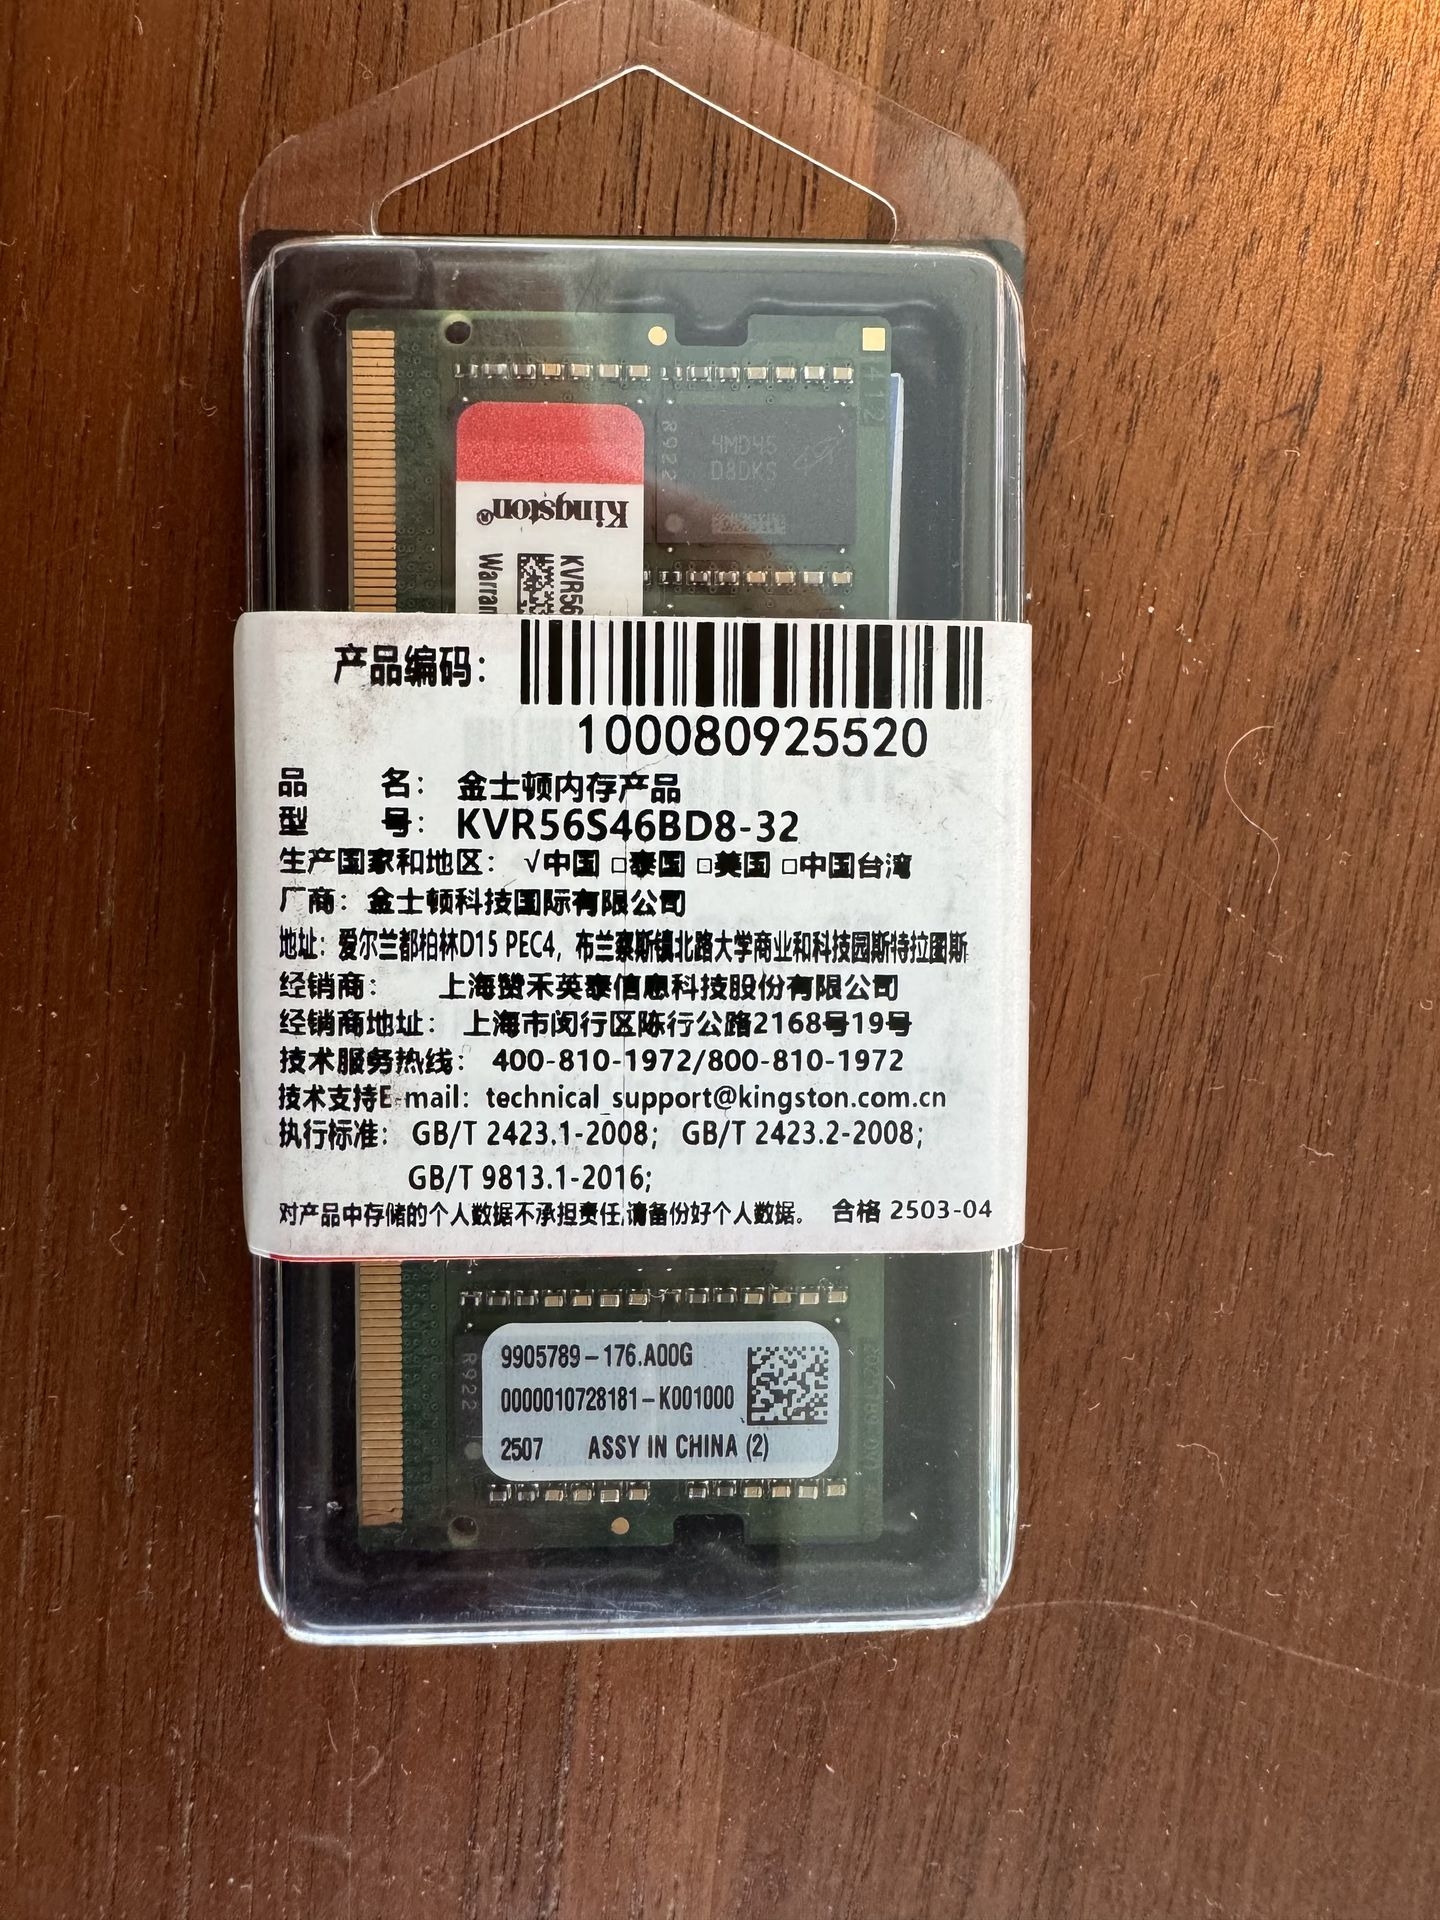 412
R922
4MD45
D8DKS
Kingston®
KVR56
Warran
产品编码：
100080925520
品 名： 金士顿内存产品
型 号： KVR56S46BD8-32
生产国家和地区： √中国 □泰国 □美国 □中国台湾
厂商：金士顿科技国际有限公司
地址：爱尔兰都柏林D15 PEC4，布兰察斯镇北路大学商业和科技园斯特拉图斯
经销商： 上海赞禾英泰信息科技股份有限公司
经销商地址： 上海市闵行区陈行公路2168号19号
技术服务热线： 400-810-1972/800-810-1972
技术支持E-mail：technical_support@kingston.com.cn
执行标准： GB/T 2423.1-2008； GB/T 2423.2-2008；
GB/T 9813.1-2016;
对产品中存储的个人数据不承担责任,请备份好个人数据。 合格 2503-04
R922
9905789-176.A00G
0000010728181-K001000
2507 ASSY IN CHINA (2)